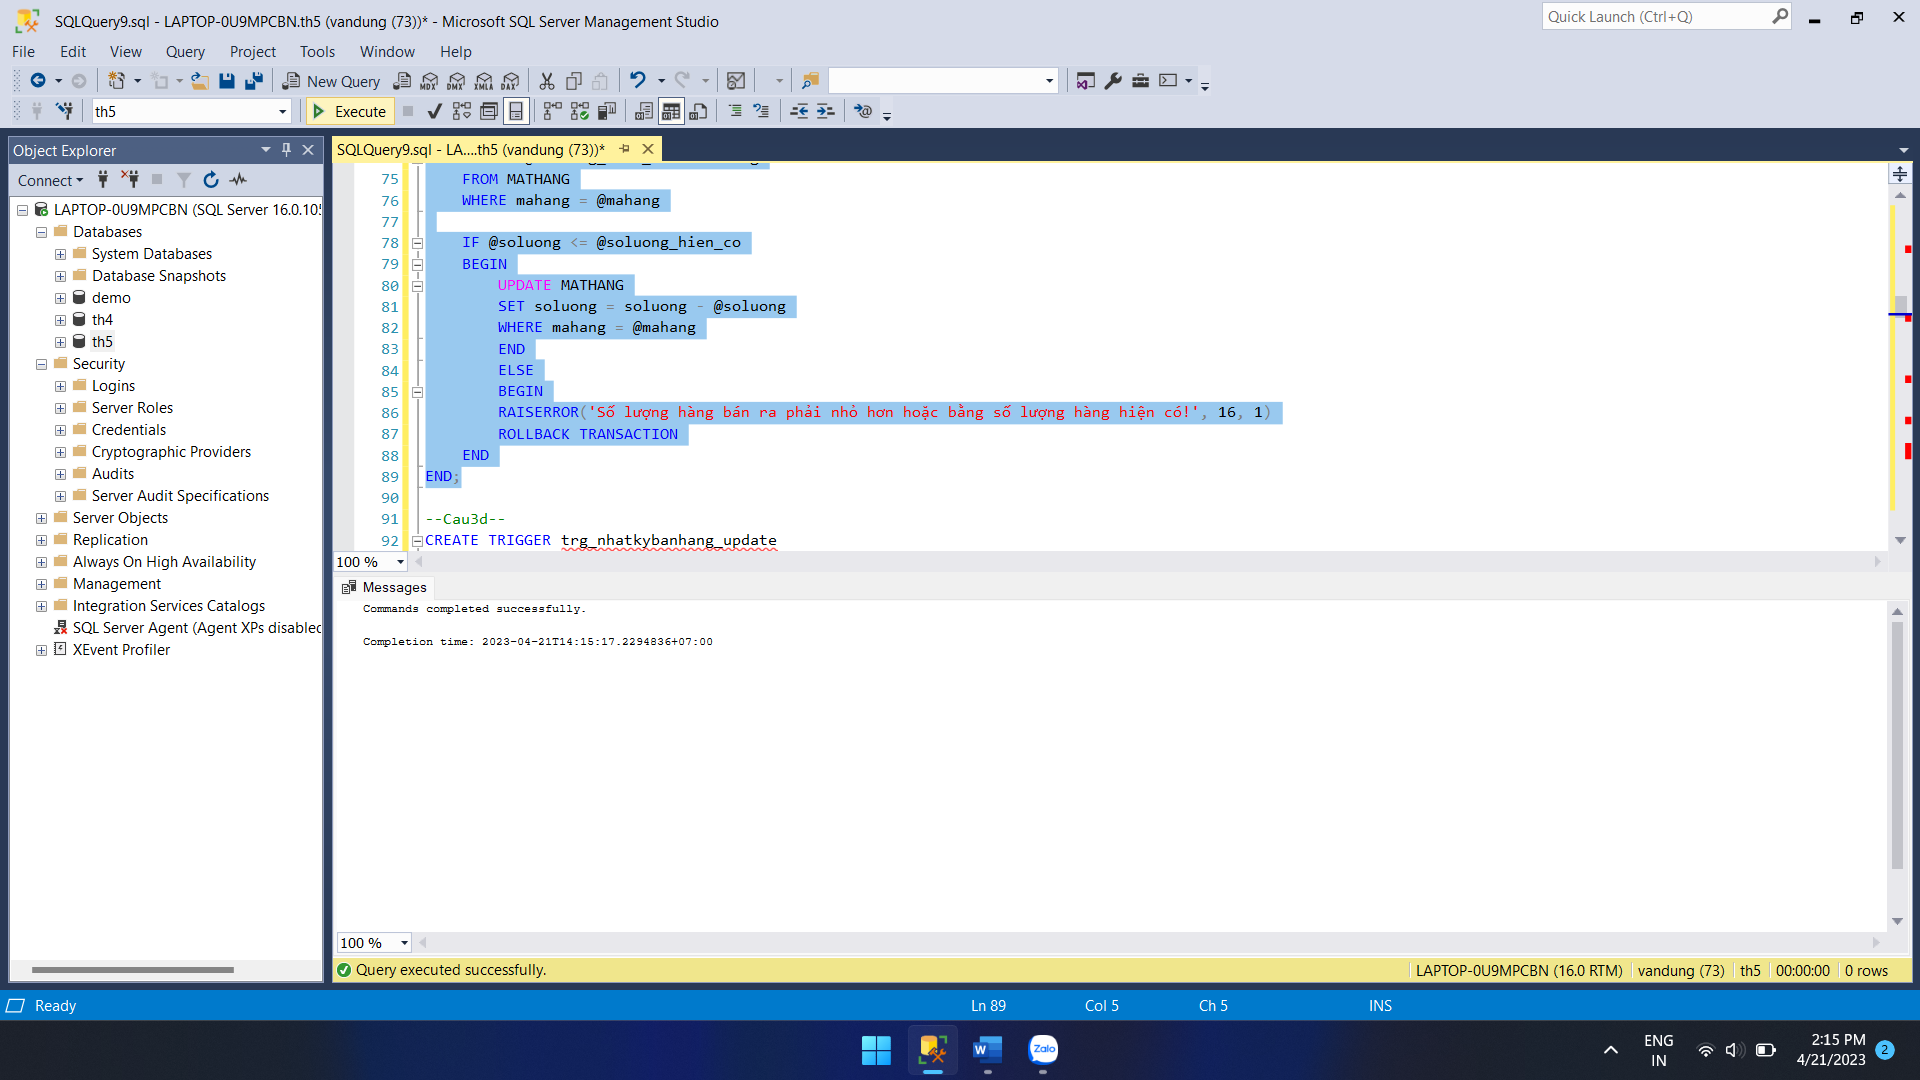 SQLQuery9.sql - LAPTOP-0U9MPCBN.th5 (vandung (73))* - Microsoft SQL Server Management Studio
Quick Launch (Ctrl+Q)
File Edit View Query Project Tools Window Help
New Query
MDX DMX XMLA DAX
th5
Execute
Object Explorer
Connect
LAPTOP-0U9MPCBN (SQL Server 16.0.105
Databases
System Databases
Database Snapshots
demo
th4
th5
Security
Logins
Server Roles
Credentials
Cryptographic Providers
Audits
Server Audit Specifications
Server Objects
Replication
Always On High Availability
Management
Integration Services Catalogs
SQL Server Agent (Agent XPs disabled
XEvent Profiler
SQLQuery9.sql - LA....th5 (vandung (73))*
75 FROM MATHANG
76 WHERE mahang = @mahang
77
78 IF @soluong <= @soluong_hien_co
79 BEGIN
80 UPDATE MATHANG
81 SET soluong = soluong - @soluong
82 WHERE mahang = @mahang
83 END
84 ELSE
85 BEGIN
86 RAISERROR('Số lượng hàng bán ra phải nhỏ hơn hoặc bằng số lượng hàng hiện có!', 16, 1)
87 ROLLBACK TRANSACTION
88 END
89 END;
90
91 --Cau3d--
92 CREATE TRIGGER trg_nhatkybanhang_update
100 %
Messages
Commands completed successfully.
Completion time: 2023-04-21T14:15:17.2294836+07:00
100 %
Query executed successfully.
LAPTOP-0U9MPCBN (16.0 RTM) vandung (73) th5 00:00:00 0 rows
Ready
Ln 89 Col 5 Ch 5 INS
Zalo
ENG
IN
2:15 PM
4/21/2023
2